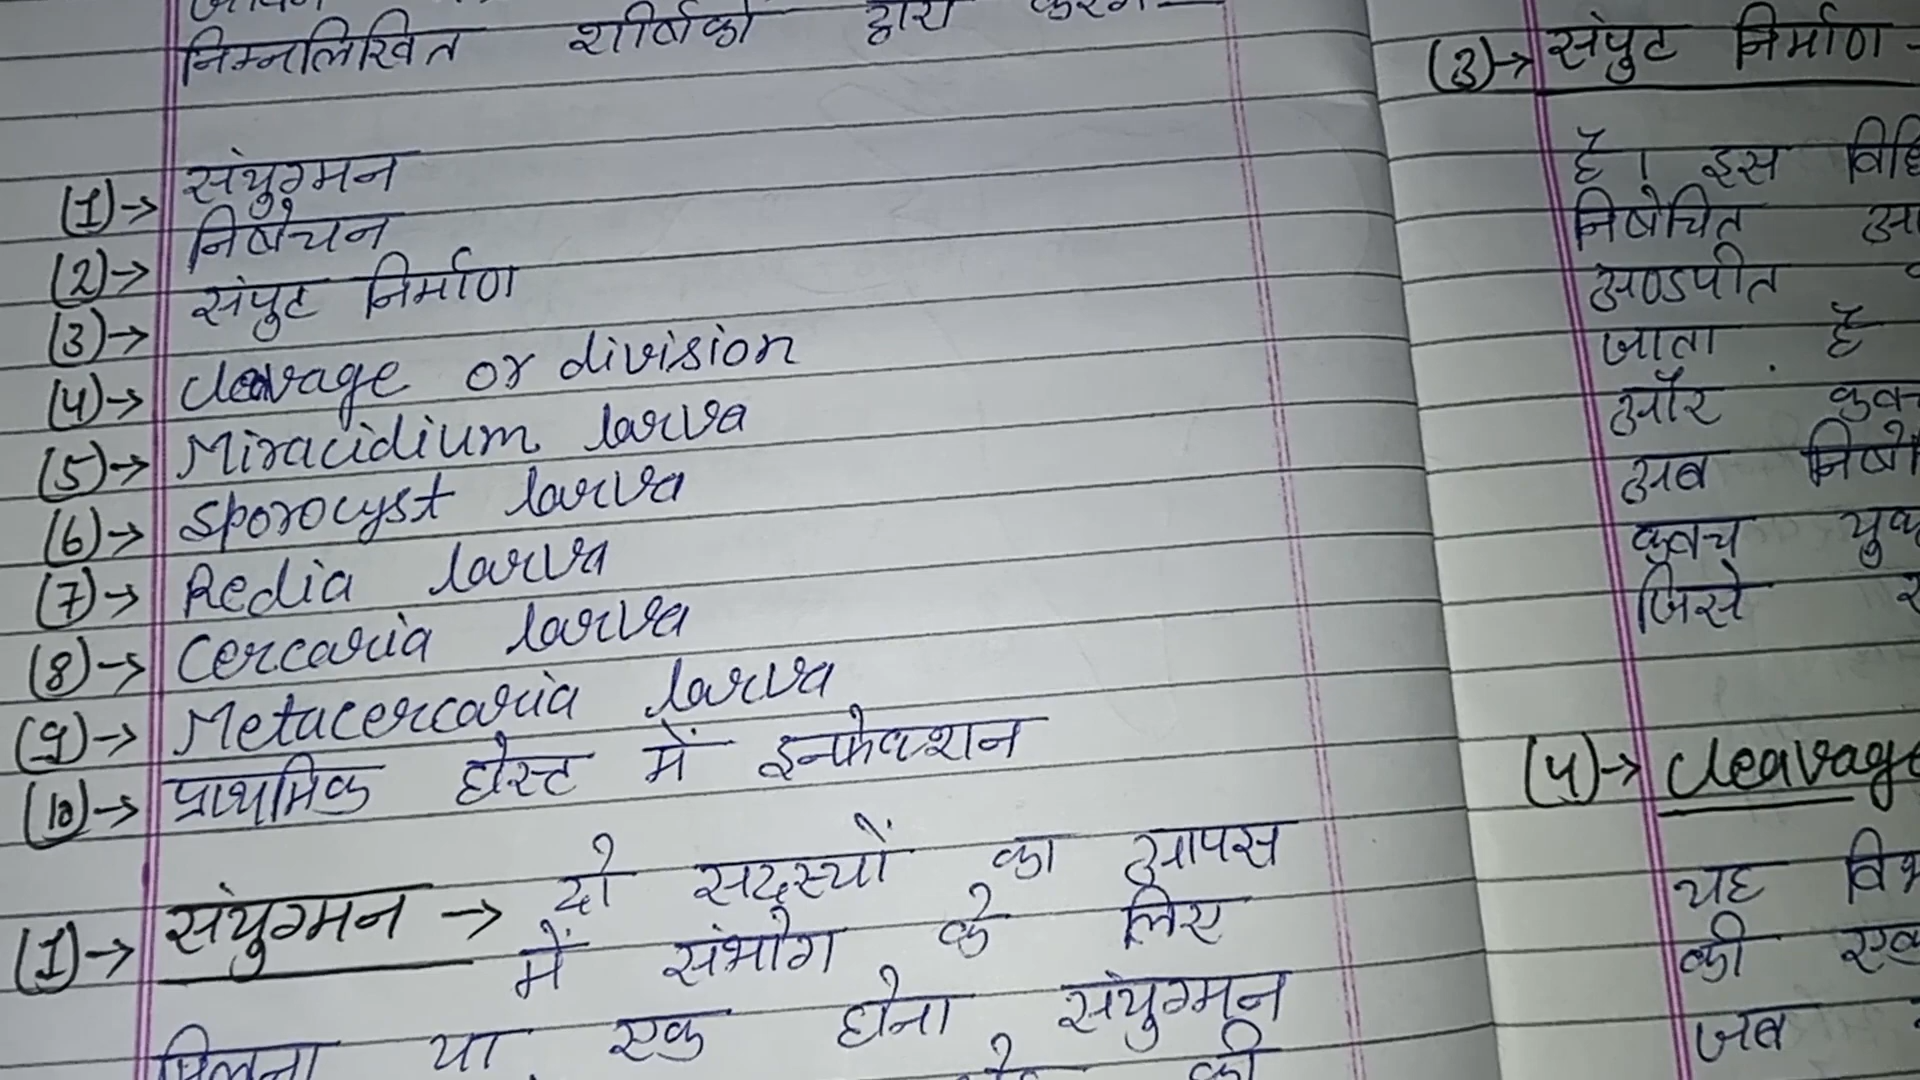 निम्नलिखित शीर्षको द्वारा करेंगे
(1)→ संयुग्मन
(2)→ निषेचन
(3)→ संपुट निर्माण
(4)→ cleavage or division
(5)→ Miracidium larva
(6)→ sporocyst larva
(7)→ Redia larva
(8)→ Cercaria larva
(9)→ Metacercaria larva
(10)→ प्राथमिक होस्ट में इन्फेक्शन
(1)→ संयुग्मन → दो सदस्यों का आपस
में संभोग के लिए
मिलना या एक होना संयुग्मन
की
(3)→ संपुट निर्माण -
है। इस विधि
निषेचित
अण्डपीत
जाता है
और
अब
कवच
जिसे
(4)→ cleavage
यह
की
जब